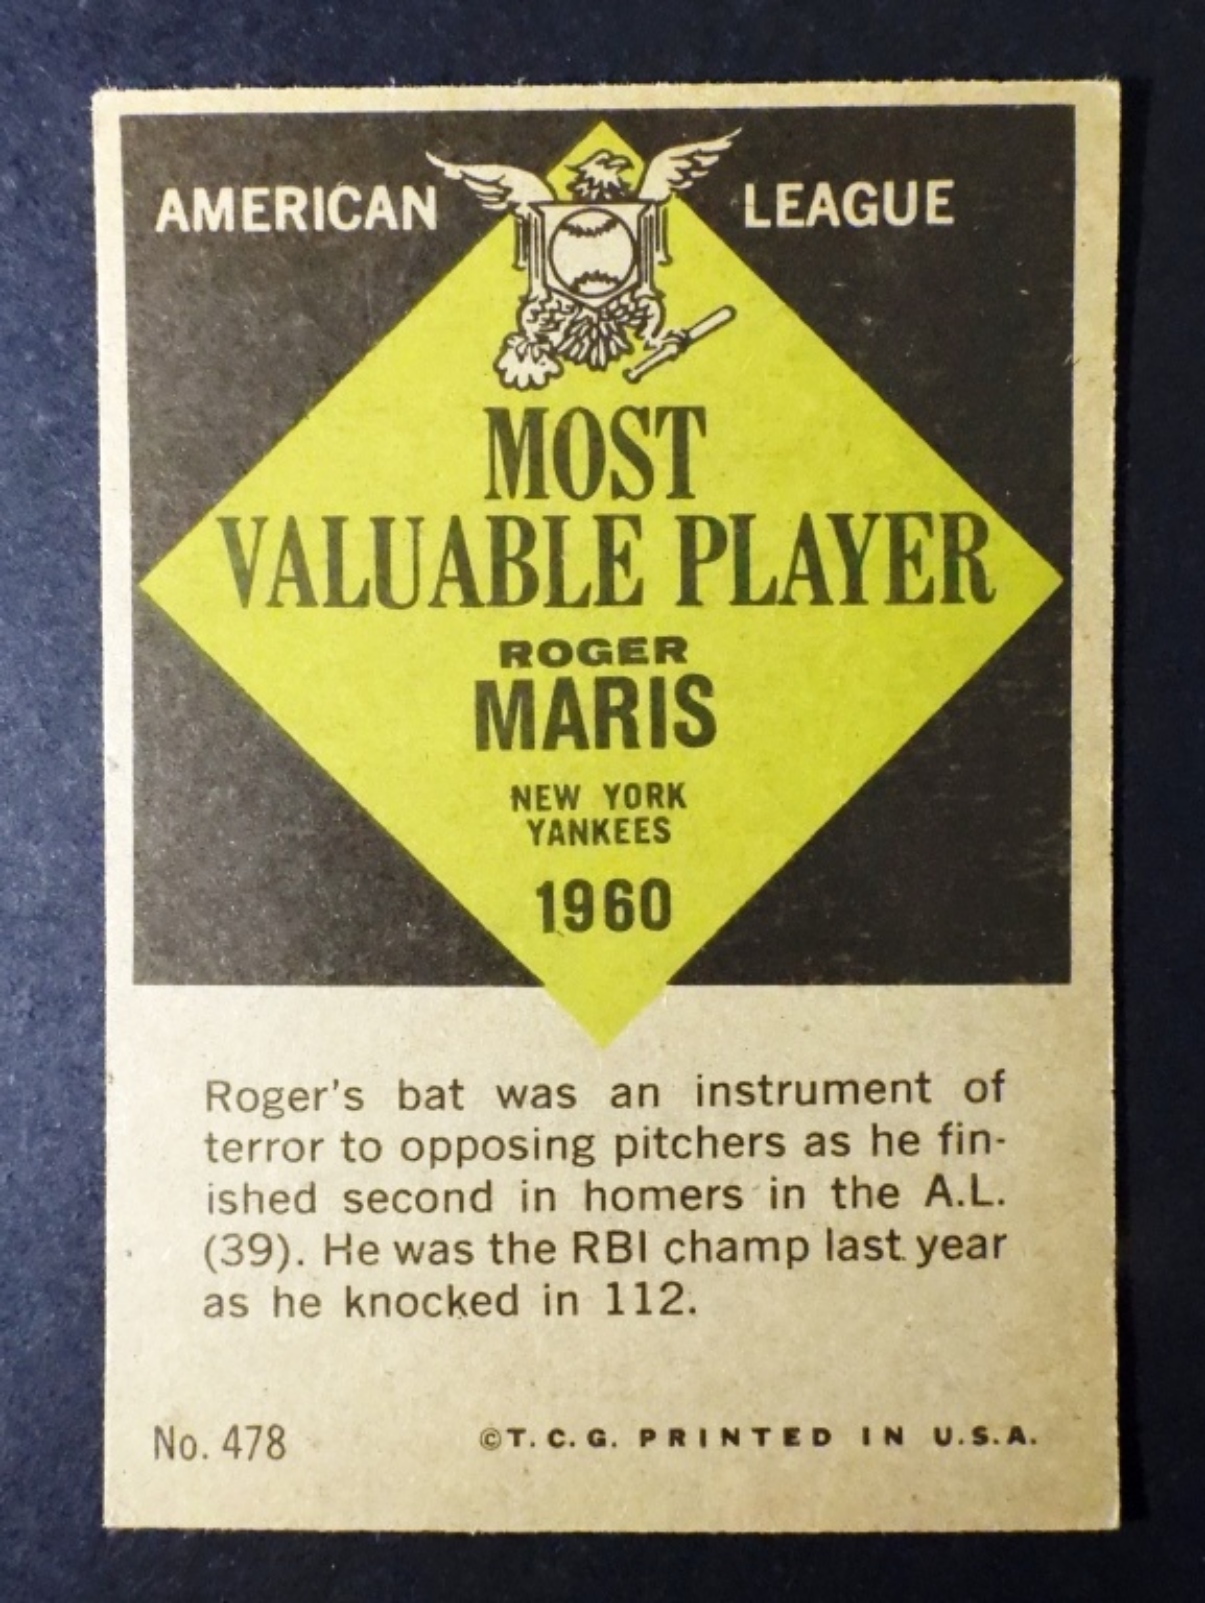 AMERICAN LEAGUE
MOST
VALUABLE PLAYER
ROGER
MARIS
NEW YORK
YANKEES
1960
Roger's bat was an instrument of
terror to opposing pitchers as he fin-
ished second in homers in the A.L.
(39). He was the RBI champ last year
as he knocked in 112.
No. 478 ©T.C.G. PRINTED IN U.S.A.